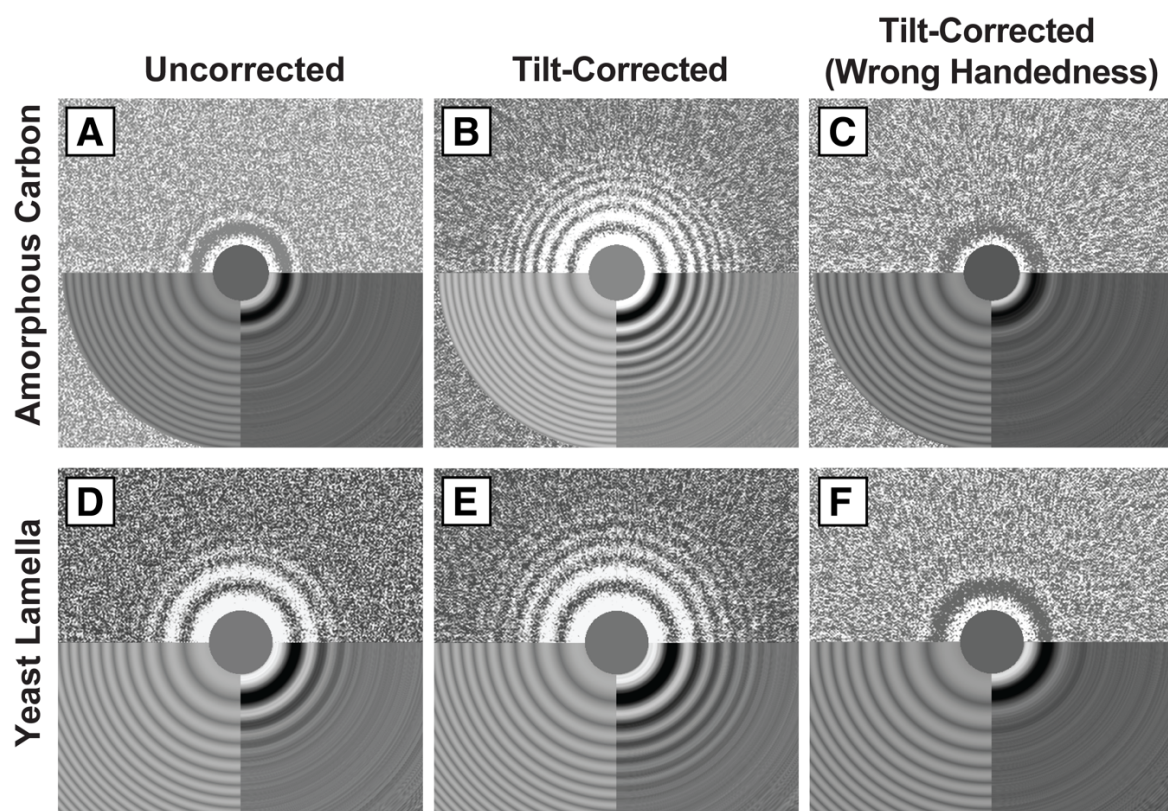 Uncorrected
Tilt-Corrected
Tilt-Corrected
(Wrong Handedness)
Amorphous Carbon
A
B
C
Yeast Lamella
D
E
F